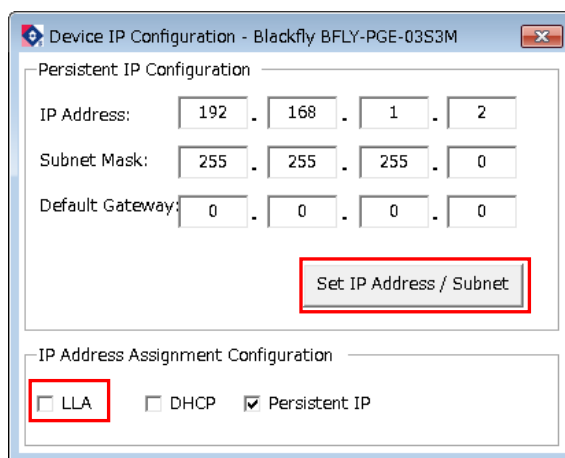 Device IP Configuration - Blackfly BFLY-PGE-03S3M
Persistent IP Configuration
IP Address: 192 . 168 . 1 . 2
Subnet Mask: 255 . 255 . 255 . 0
Default Gateway: 0 . 0 . 0 . 0
Set IP Address / Subnet
IP Address Assignment Configuration
LLA DHCP Persistent IP